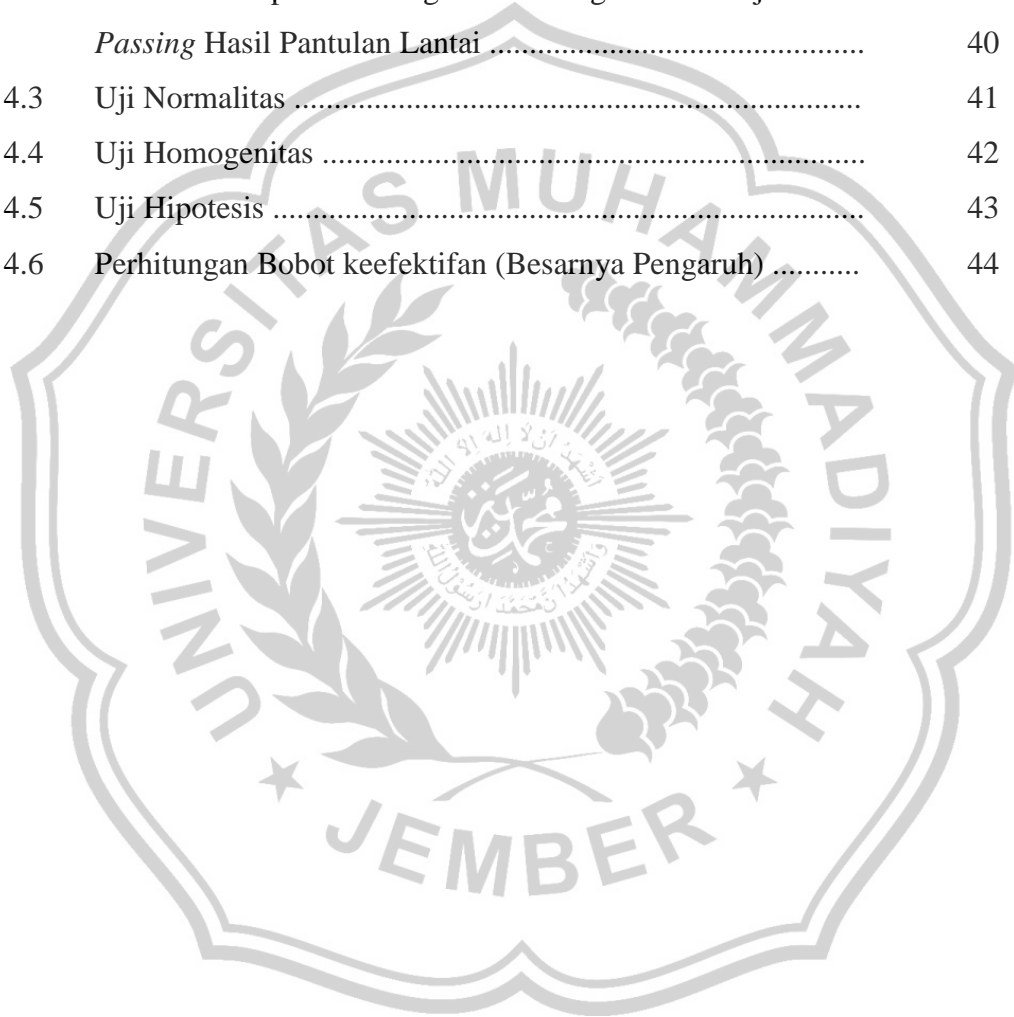 Passing Hasil Pantulan Lantai ............................................... 40
4.3 Uji Normalitas ....................................................................... 41
4.4 Uji Homogenitas .................................................................... 42
4.5 Uji Hipotesis .......................................................................... 43
4.6 Perhitungan Bobot keefektifan (Besarnya Pengaruh) ........... 44
UNIVERSITAS MUHAMMADIYAH
JEMBER